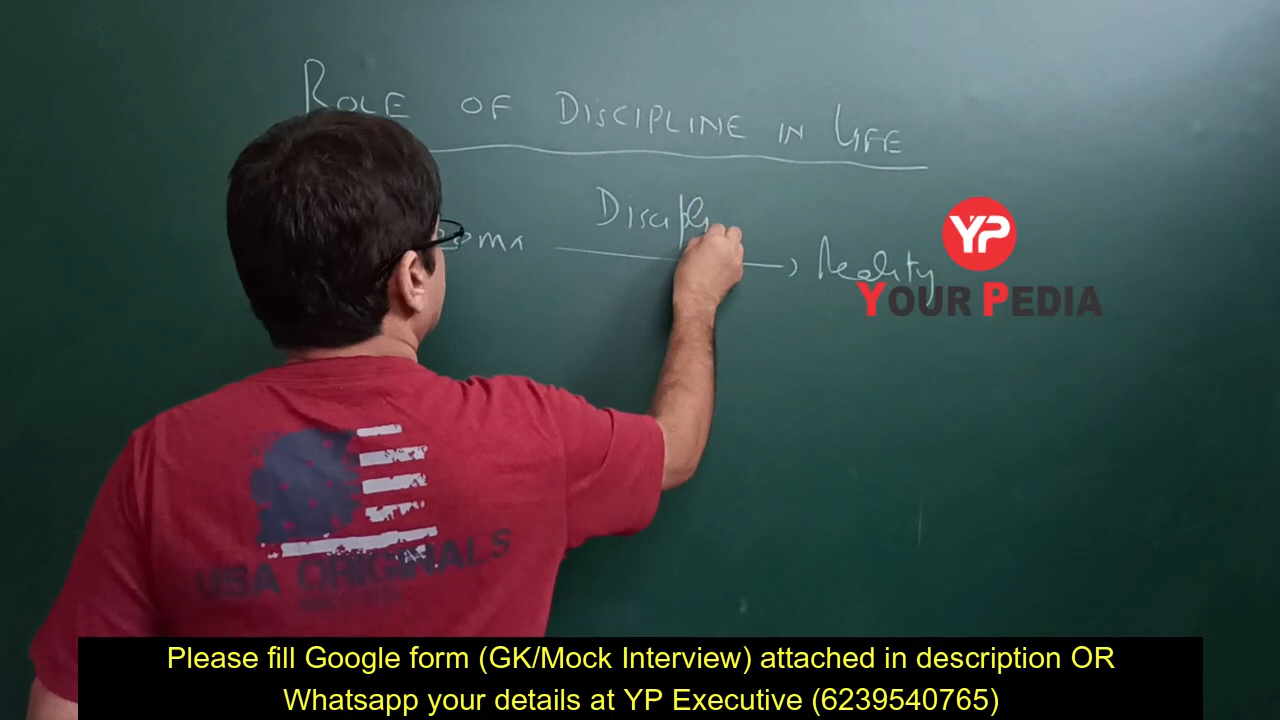 ROLE OF DISCIPLINE IN LIFE
Discipli
Reality
YP
YOUR PEDIA
USA ORIGINALS
Please fill Google form (GK/Mock Interview) attached in description OR
Whatsapp your details at YP Executive (6239540765)